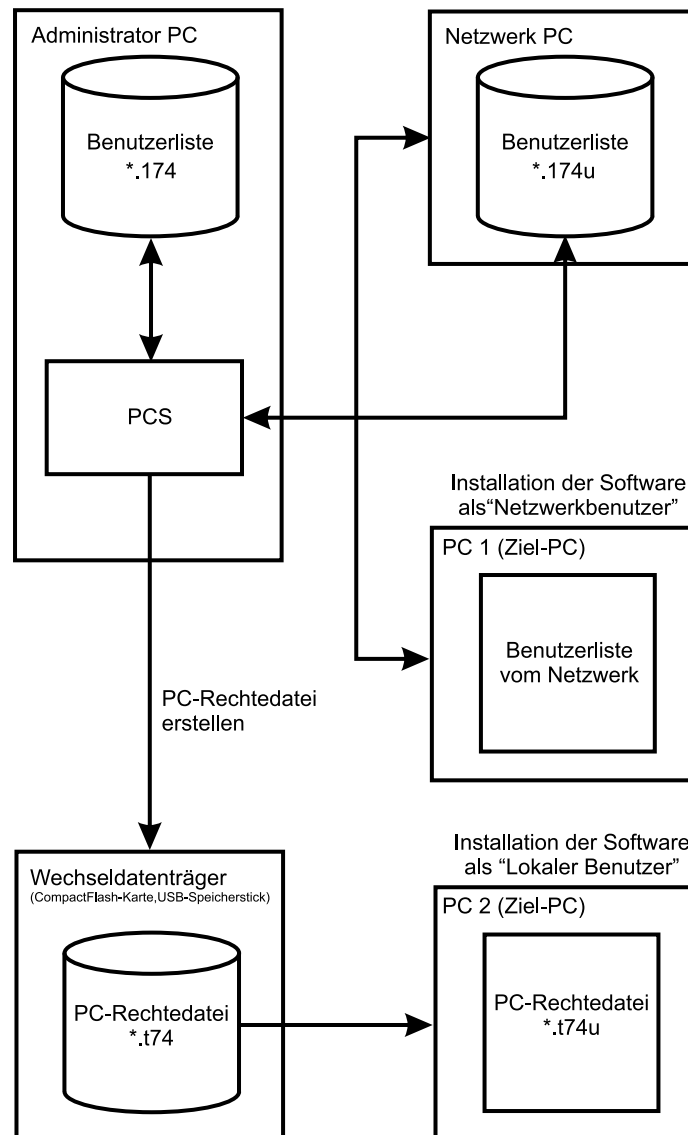 Administrator PC
Benutzerliste
*.174
PCS
PC-Rechtedatei
erstellen
Netzwerk PC
Benutzerliste
*.174u
Installation der Software
als“Netzwerkbenutzer”
PC 1 (Ziel-PC)
Benutzerliste
vom Netzwerk
Wechseldatenträger
(CompactFlash-Karte,USB-Speicherstick)
PC-Rechtedatei
*.t74
Installation der Software
als “Lokaler Benutzer”
PC 2 (Ziel-PC)
PC-Rechtedatei
*.t74u